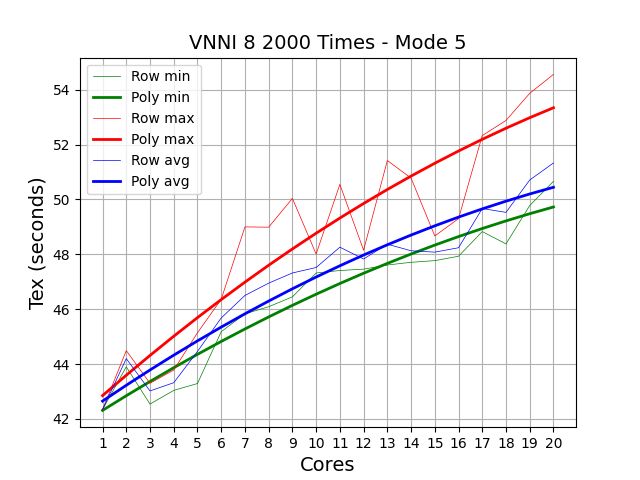 VNNI 8 2000 Times - Mode 5
Tex (seconds)
54
52
50
48
46
44
42
Row min
Poly min
Row max
Poly max
Row avg
Poly avg
1 2 3 4 5 6 7 8 9 10 11 12 13 14 15 16 17 18 19 20
Cores